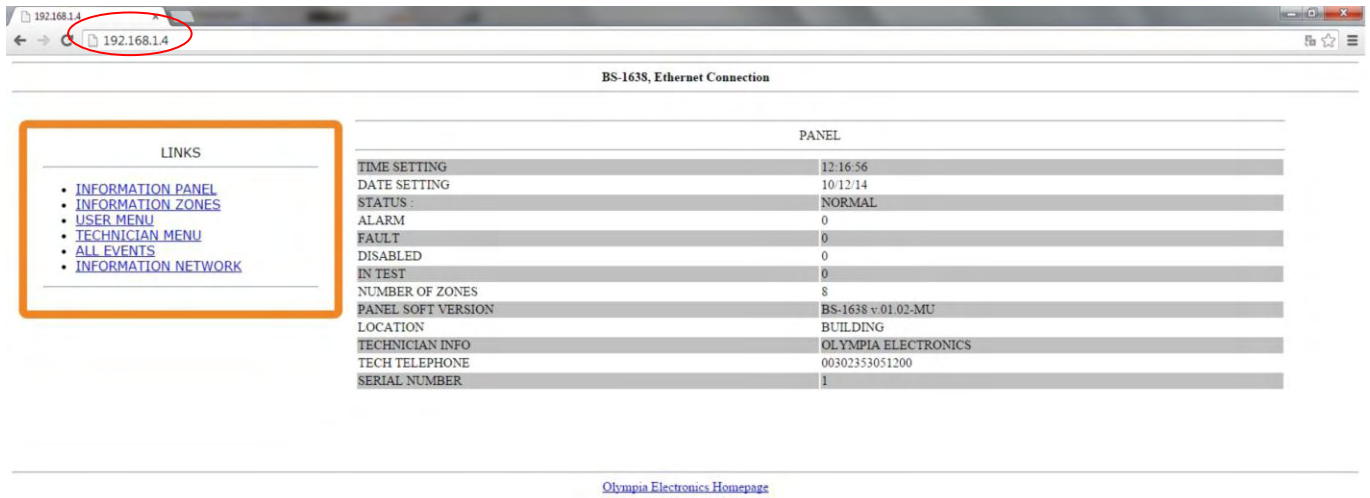 192.168.1.4
192.168.1.4
BS-1638, Ethernet Connection
LINKS
INFORMATION PANEL
INFORMATION ZONES
USER MENU
TECHNICIAN MENU
ALL EVENTS
INFORMATION NETWORK
PANEL
TIME SETTING 12:16:56
DATE SETTING 10/12/14
STATUS : NORMAL
ALARM 0
FAULT 0
DISABLED 0
IN TEST 0
NUMBER OF ZONES 8
PANEL SOFT VERSION BS-1638 v.01.02-MU
LOCATION BUILDING
TECHNICIAN INFO OLYMPIA ELECTRONICS
TECH TELEPHONE 00302353051200
SERIAL NUMBER 1
Olympia Electronics Homepage